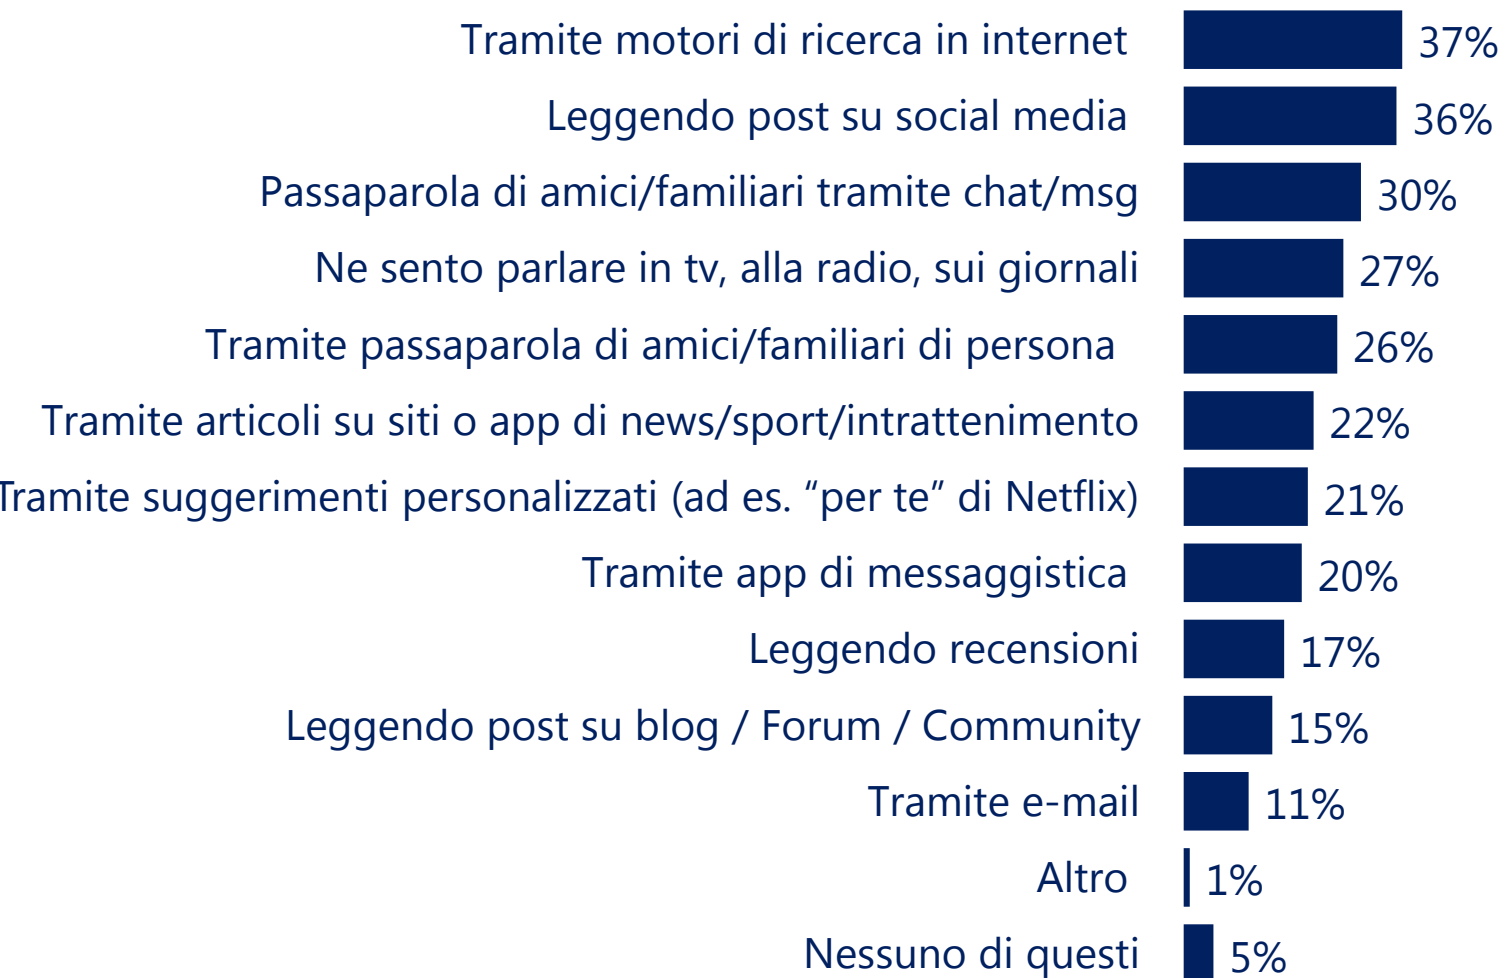 Tramite motori di ricerca in internet 37%
Leggendo post su social media 36%
Passaparola di amici/familiari tramite chat/msg 30%
Ne sento parlare in tv, alla radio, sui giornali 27%
Tramite passaparola di amici/familiari di persona 26%
Tramite articoli su siti o app di news/sport/intrattenimento 22%
Tramite suggerimenti personalizzati (ad es. “per te” di Netflix) 21%
Tramite app di messaggistica 20%
Leggendo recensioni 17%
Leggendo post su blog / Forum / Community 15%
Tramite e-mail 11%
Altro 1%
Nessuno di questi 5%